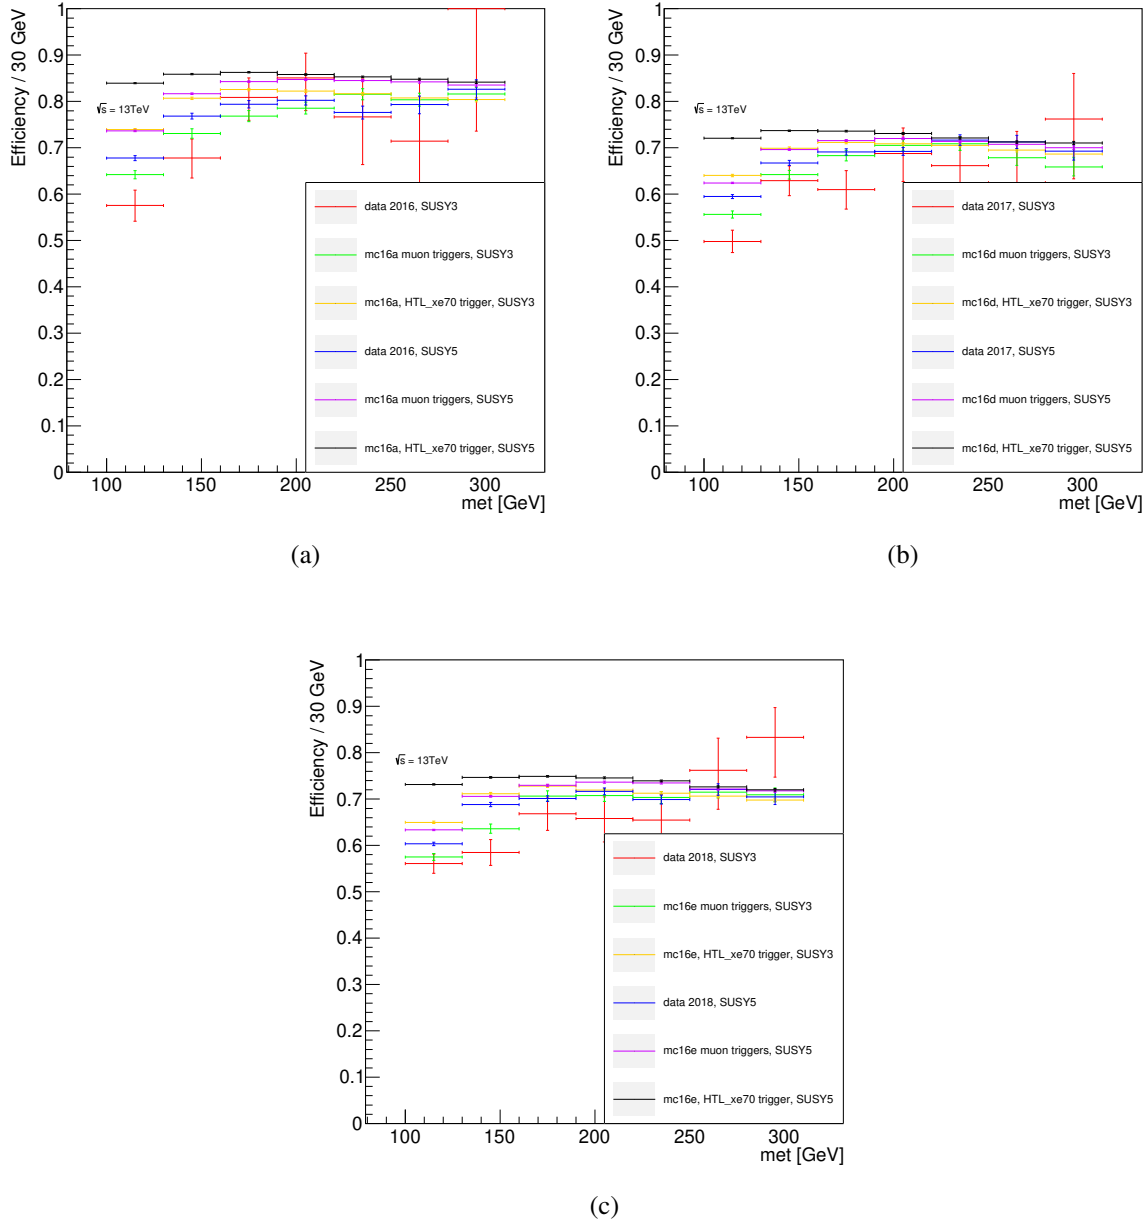 Efficiency / 30 GeV
1
0.9
0.8
0.7
0.6
0.5
0.4
0.3
0.2
0.1
0
√s = 13TeV
data 2016, SUSY3
mc16a muon triggers, SUSY3
mc16a, HTL_xe70 trigger, SUSY3
data 2016, SUSY5
mc16a muon triggers, SUSY5
mc16a, HTL_xe70 trigger, SUSY5
100 150 200 250 300
met [GeV]
(a)
Efficiency / 30 GeV
1
0.9
0.8
0.7
0.6
0.5
0.4
0.3
0.2
0.1
0
√s = 13TeV
data 2017, SUSY3
mc16d muon triggers, SUSY3
mc16d, HTL_xe70 trigger, SUSY3
data 2017, SUSY5
mc16d muon triggers, SUSY5
mc16d, HTL_xe70 trigger, SUSY5
100 150 200 250 300
met [GeV]
(b)
Efficiency / 30 GeV
1
0.9
0.8
0.7
0.6
0.5
0.4
0.3
0.2
0.1
0
√s = 13TeV
data 2018, SUSY3
mc16e muon triggers, SUSY3
mc16e, HTL_xe70 trigger, SUSY3
data 2018, SUSY5
mc16e muon triggers, SUSY5
mc16e, HTL_xe70 trigger, SUSY5
100 150 200 250 300
met [GeV]
(c)